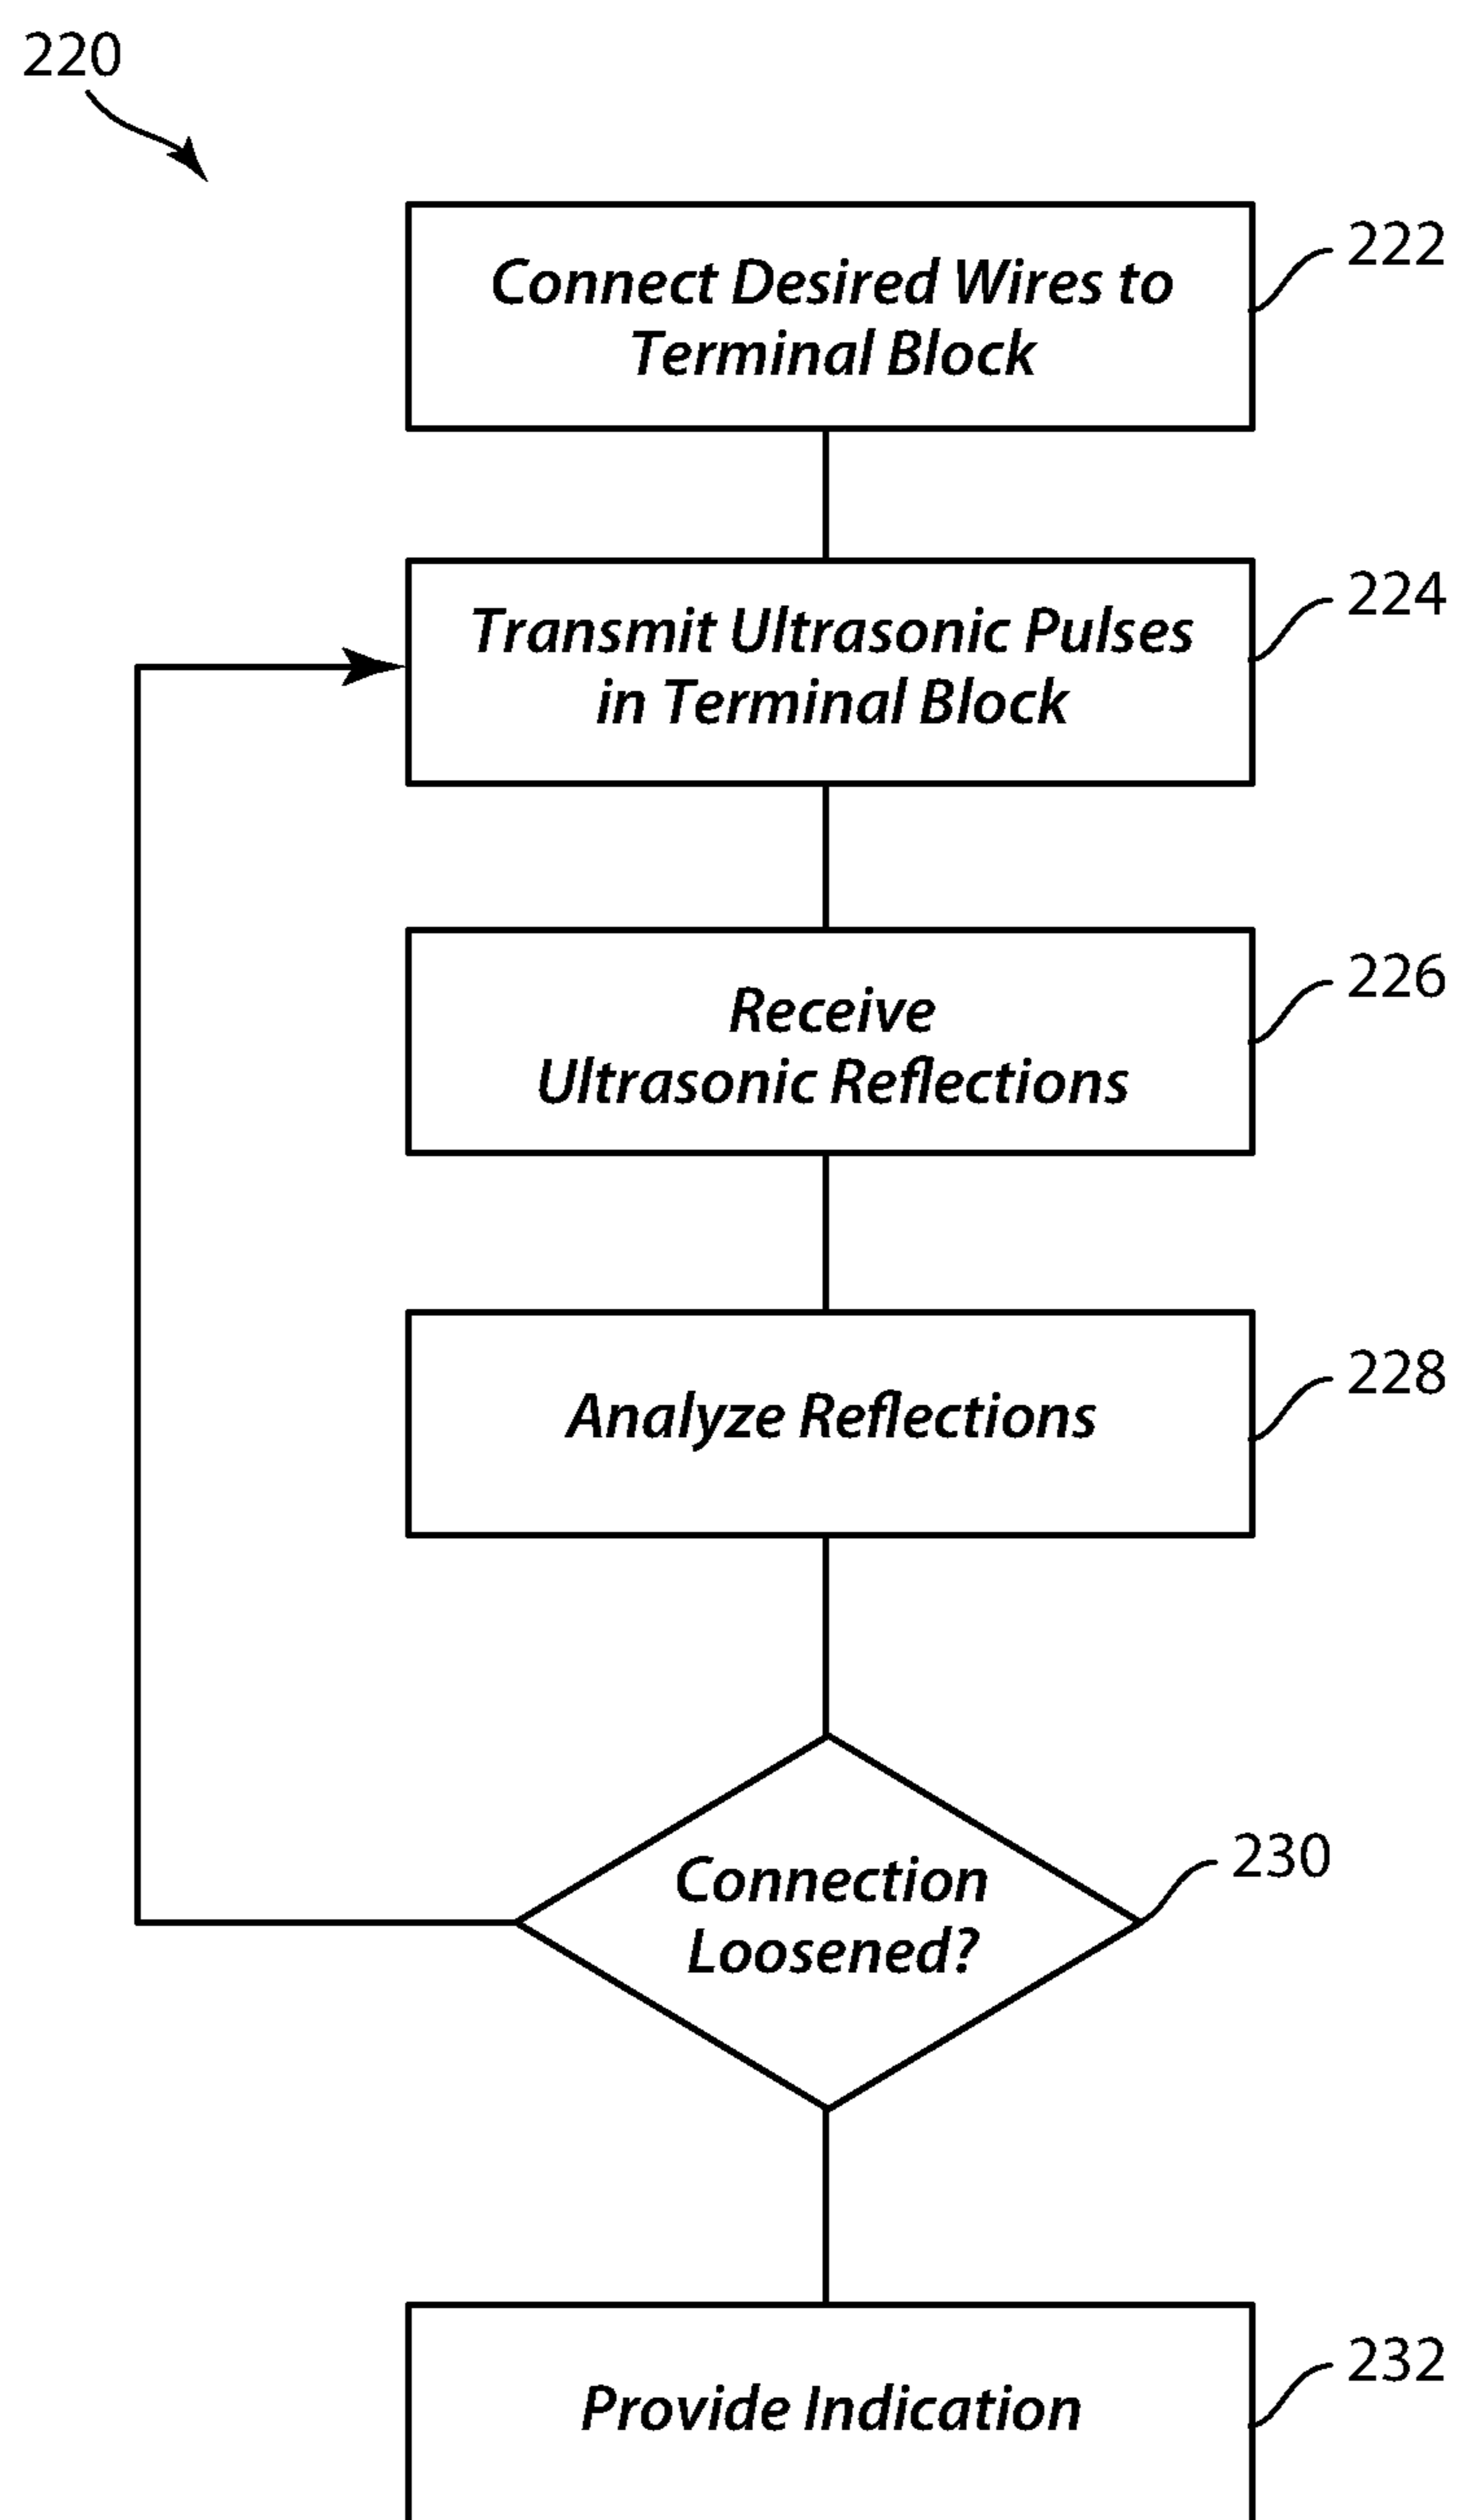 220
Connect Desired Wires to
Terminal Block
222
Transmit Ultrasonic Pulses
in Terminal Block
224
Receive
Ultrasonic Reflections
226
Analyze Reflections
228
Connection
Loosened?
230
Provide Indication
232